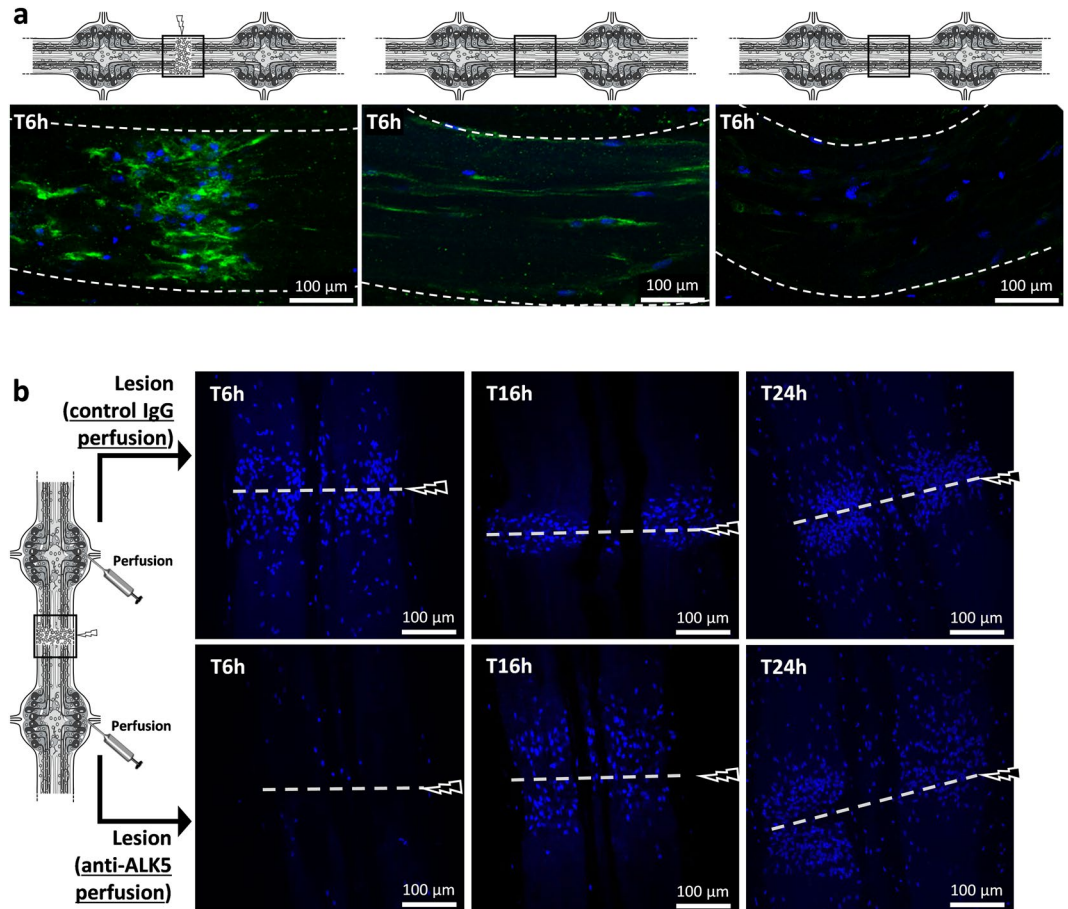 a
T6h
100 µm
T6h
100 µm
T6h
100 µm
b
Lesion
(control IgG
perfusion)
Perfusion
Perfusion
Lesion
(anti-ALK5
perfusion)
T6h
100 µm
T16h
100 µm
T24h
100 µm
T6h
100 µm
T16h
100 µm
T24h
100 µm